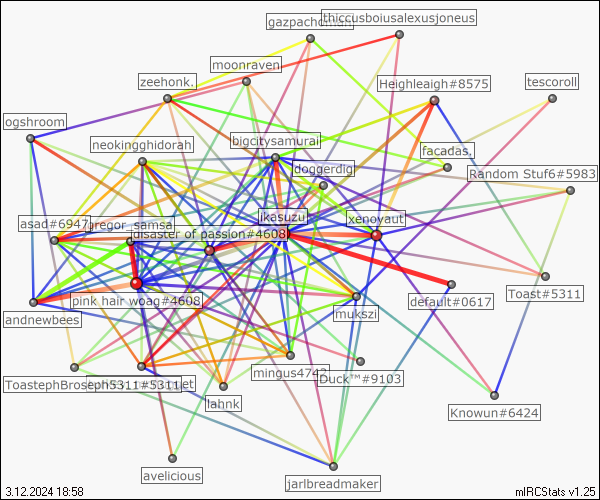 gazpachoman
thiccusboiusalexusjoneus
moonraven
zeehonk.
Heighleaigh#8575
tescoroll
ogshroom
neokingghidorah
bigcitysamurai
facadas,
doggerdig
Random Stuf6#5983
jkasuzu
xenoyaut
asad#6947
gregor_samsa
disaster of passion#4608
pink hair woag#4608
default#0617
Toast#5311
andnewbees
mukszi
mingus4742
Duck™#9103
ToastephBroseph5311#5311
lahnk
Knowun#6424
avelicious
jarlbreadmaker
3.12.2024 18:58
mIRCStats v1.25